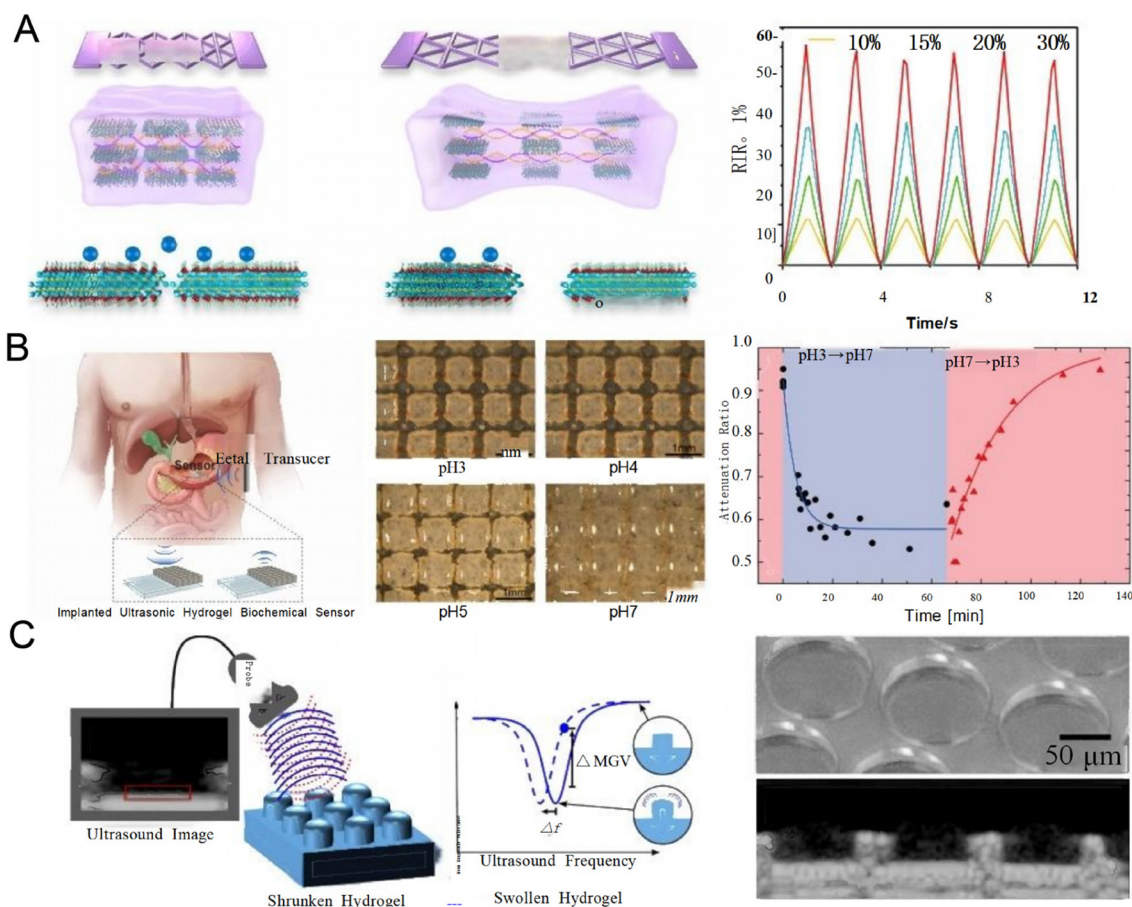 A
60-
50-
40
30
20
10]
0
RIR。 1%
10% 15% 20% 30%
0 4 8 12
Time/s
B
Sensor
Eetal Transucer
Implanted Ultrasonic Hydrogel Biochemical Sensor
nm
pH3
1mm
pH4
1mm
pH5
1mm
pH7
1.0
0.9
0.8
0.7
0.6
0.5
Attenuation Ratio
pH3→pH7
pH7→pH3
0 20 40 60 80 100 120 140
Time [min]
C
Probe
Ultrasound Image
Shrunken Hydrogel
△MGV
△f
Ultrasound Frequency
Swollen Hydrogel
50 μm